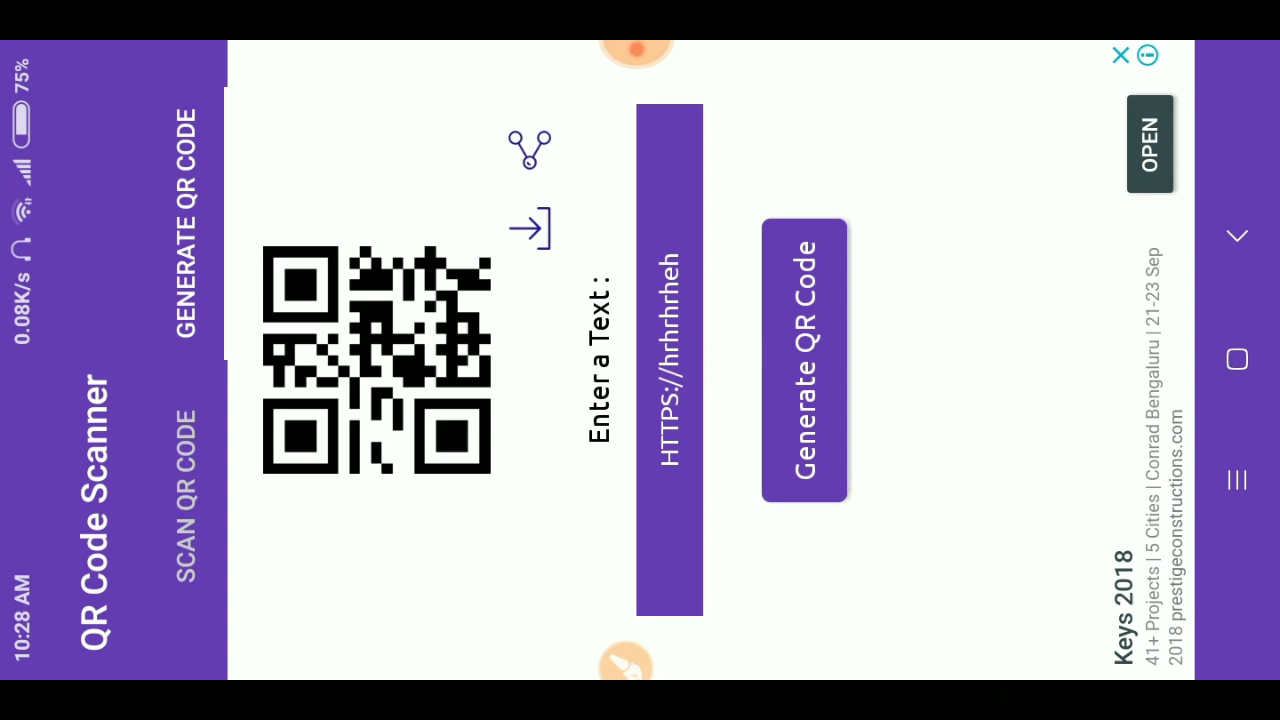 10:28 AM 0.08K/s 75%
QR Code Scanner
SCAN QR CODE GENERATE QR CODE
Enter a Text :
HTTPS://hrhrhrheh
Generate QR Code
Keys 2018
41+ Projects | 5 Cities | Conrad Bengaluru | 21-23 Sep
2018 prestigeconstructions.com
OPEN